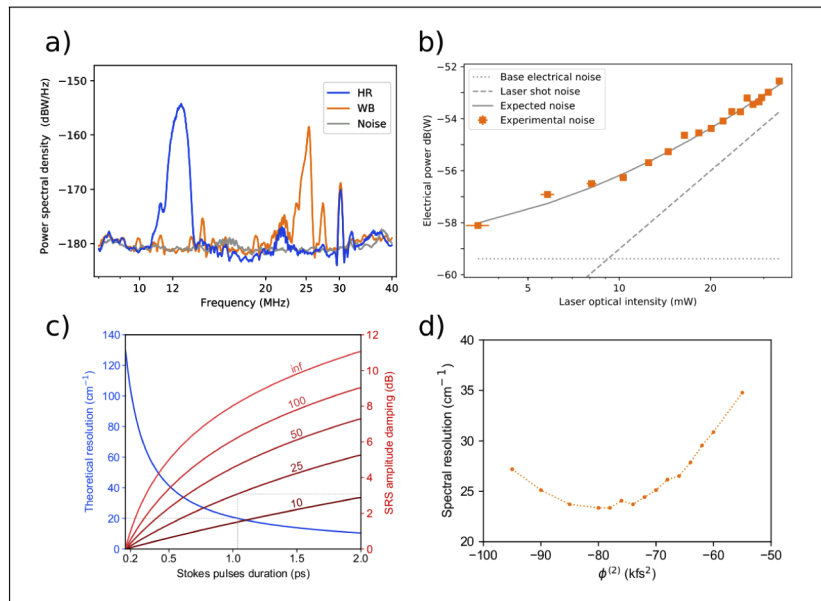 a)
Power spectral density (dBW/Hz)
−150
−160
−170
−180
HR
WB
Noise
10
12
20
25
30
40
Frequency (MHz)
b)
Electrical power dB(W)
−52
−54
−56
−58
−60
Base electrical noise
Laser shot noise
Expected noise
Experimental noise
5
10
20
Laser optical intensity (mW)
c)
Theoretical resolution (cm⁻¹)
140
120
100
80
60
40
20
0
inf
100
50
25
10
12
10
8
6
4
2
0
SRS amplitude damping (dB)
0.2
0.5
1.0
1.5
2.0
Stokes pulses duration (ps)
d)
Spectral resolution (cm⁻¹)
40
35
30
25
20
−100
−90
−80
−70
−60
−50
ϕ⁽²⁾ (kfs²)